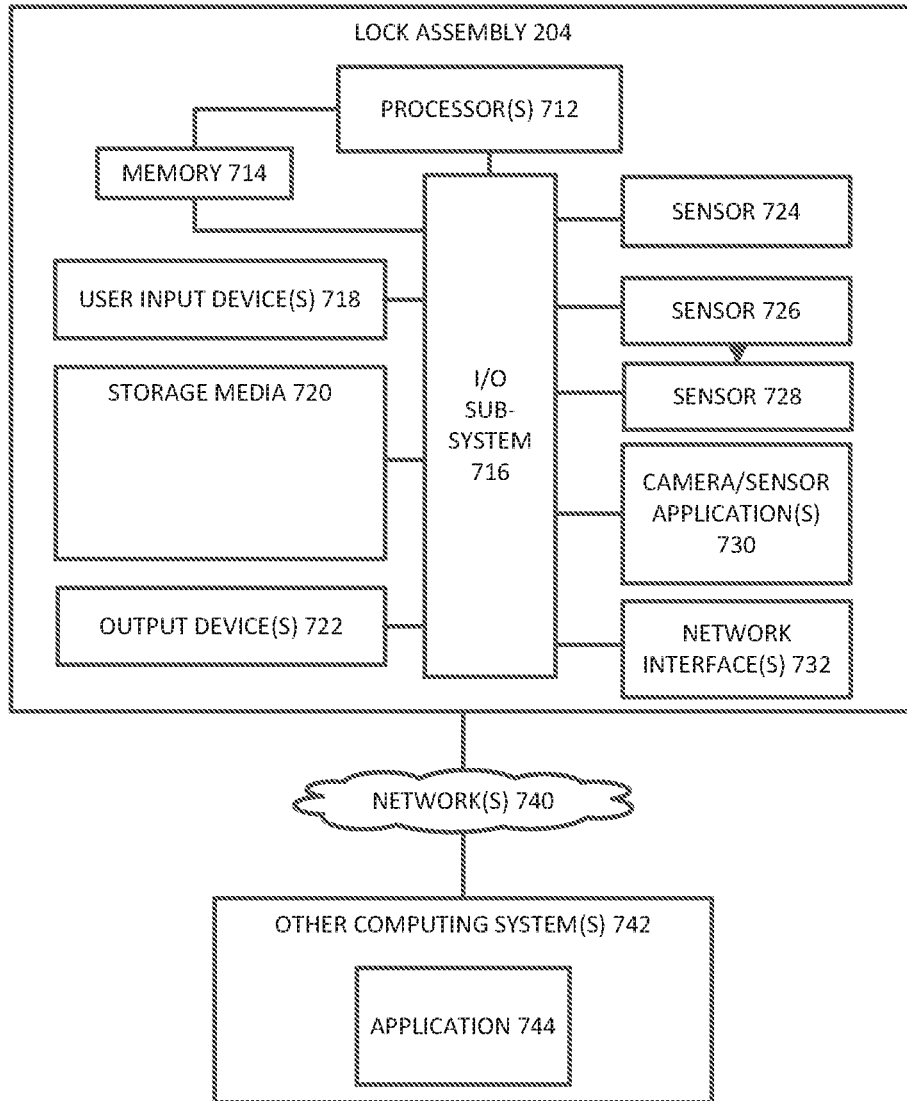 LOCK ASSEMBLY 204
PROCESSOR(S) 712
MEMORY 714
USER INPUT DEVICE(S) 718
STORAGE MEDIA 720
OUTPUT DEVICE(S) 722
I/O
SUB-
SYSTEM
716
SENSOR 724
SENSOR 726
SENSOR 728
CAMERA/SENSOR
APPLICATION(S)
730
NETWORK
INTERFACE(S) 732
NETWORK(S) 740
OTHER COMPUTING SYSTEM(S) 742
APPLICATION 744